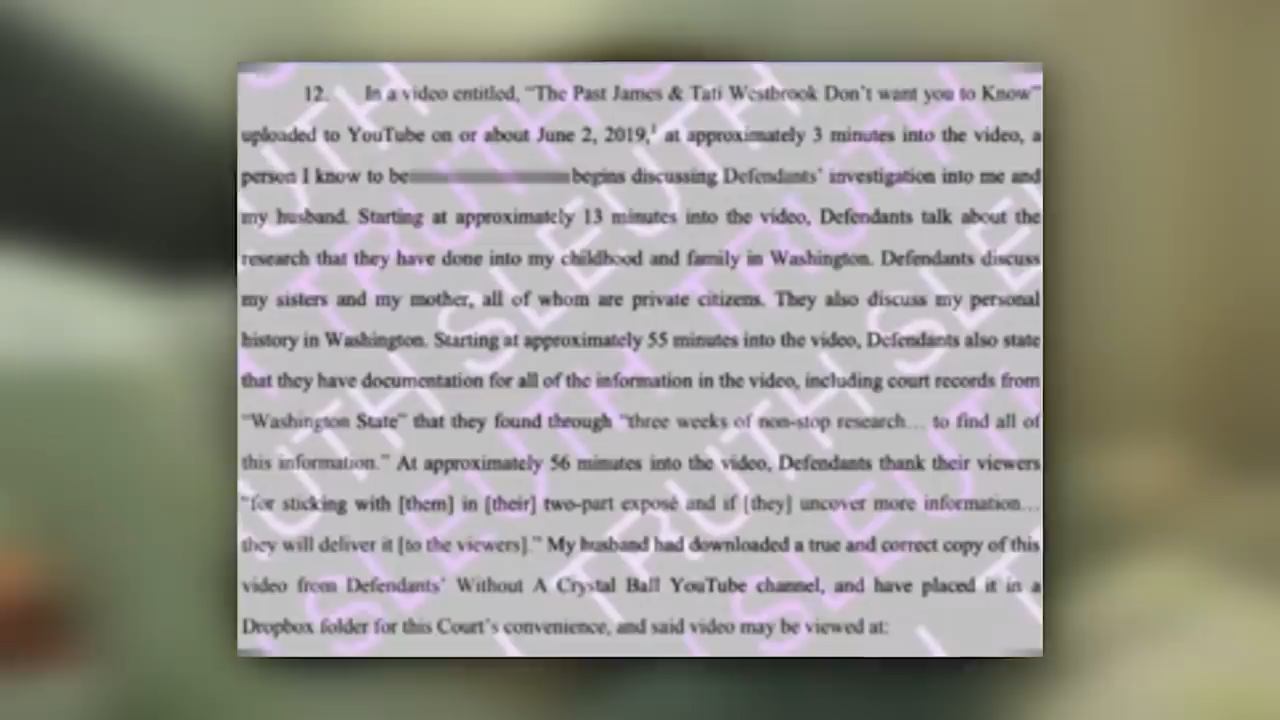 12. In a video entitled, "The Past James & Tati Westbrook Don't want you to Know"
uploaded to YouTube on or about June 2, 2019,¹ at approximately 3 minutes into the video, a
person I know to be begins discussing Defendants' investigation into me and
my husband. Starting at approximately 13 minutes into the video, Defendants talk about the
research that they have done into my childhood and family in Washington. Defendants discuss
my sisters and my mother, all of whom are private citizens. They also discuss my personal
history in Washington. Starting at approximately 55 minutes into the video, Defendants also state
that they have documentation for all of the information in the video, including court records from
"Washington State" that they found through "three weeks of non-stop research… to find all of
this information." At approximately 56 minutes into the video, Defendants thank their viewers
"for sticking with [them] in [their] two-part exposé and if [they] uncover more information…
they will deliver it [to the viewers]." My husband had downloaded a true and correct copy of this
video from Defendants' Without A Crystal Ball YouTube channel, and have placed it in a
Dropbox folder for this Court's convenience, and said video may be viewed at:
TRUTH SLEUTH